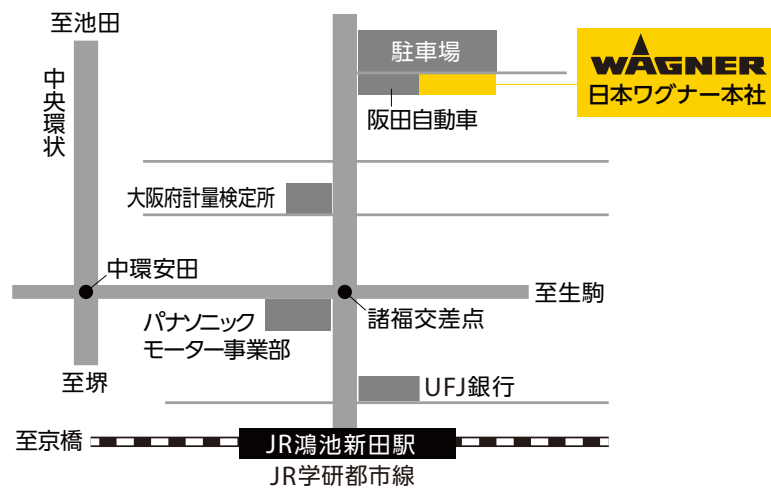 至池田
中央環状
駐車場
WAGNER
日本ワグナー本社
阪田自動車
大阪府計量検定所
中環安田
至生駒
諸福交差点
パナソニック
モーター事業部
至堺
UFJ銀行
至京橋
JR鴻池新田駅
JR学研都市線